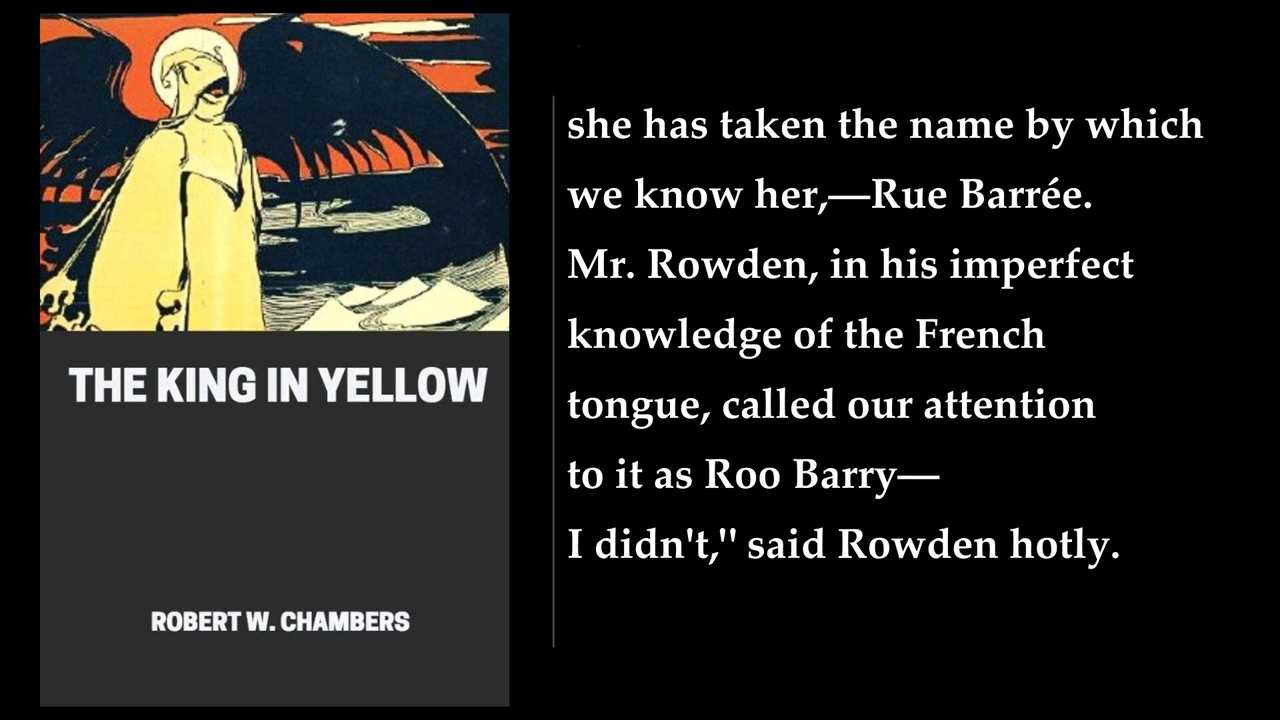 THE KING IN YELLOW
ROBERT W. CHAMBERS
she has taken the name by which
we know her,—Rue Barrée.
Mr. Rowden, in his imperfect
knowledge of the French
tongue, called our attention
to it as Roo Barry—
I didn't," said Rowden hotly.